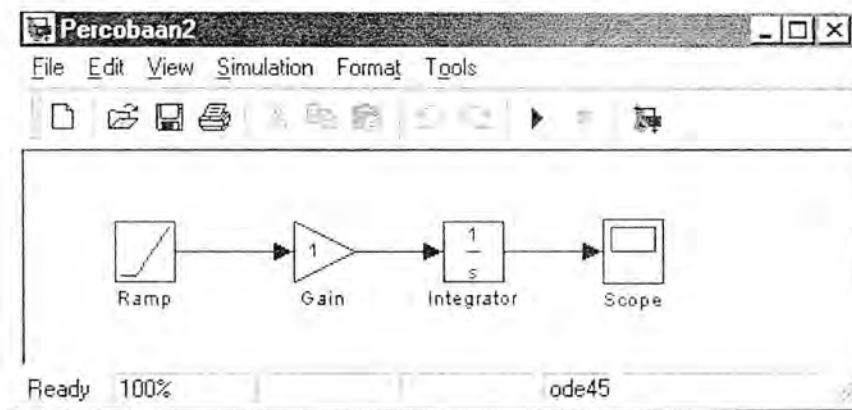 Percobaan2
File Edit View Simulation Format Tools
1
1
s
Ramp Gain Integrator Scope
Ready 100% ode45